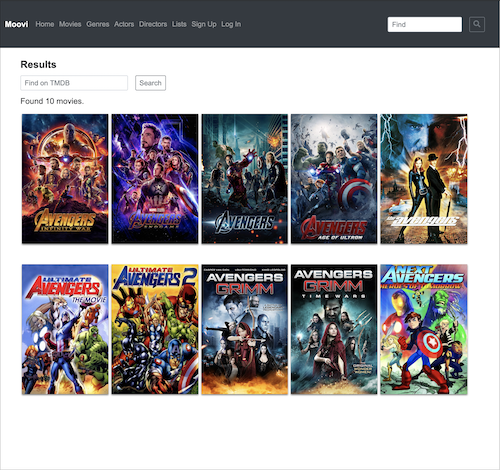 Moovi Home Movies Genres Actors Directors Lists Sign Up Log In Find
Results
Find on TMDB Search
Found 10 movies.
AVENGERS
INFINITY WAR
AVENGERS
ENDGAME
AVENGERS
AVENGERS
AGE OF ULTRON
the avengers
ULTIMATE
AVENGERS
THE MOVIE
ULTIMATE
AVENGERS 2
AVENGERS
GRIMM
AVENGERS
GRIMM
TIME WARS
NEXT
AVENGERS
HEROES OF TOMORROW